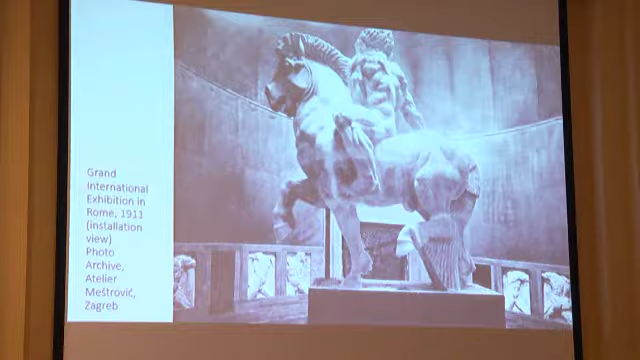 Grand
International
Exhibition in
Rome, 1911
(installation
view)
Photo
Archive,
Atelier
Meštrović,
Zagreb